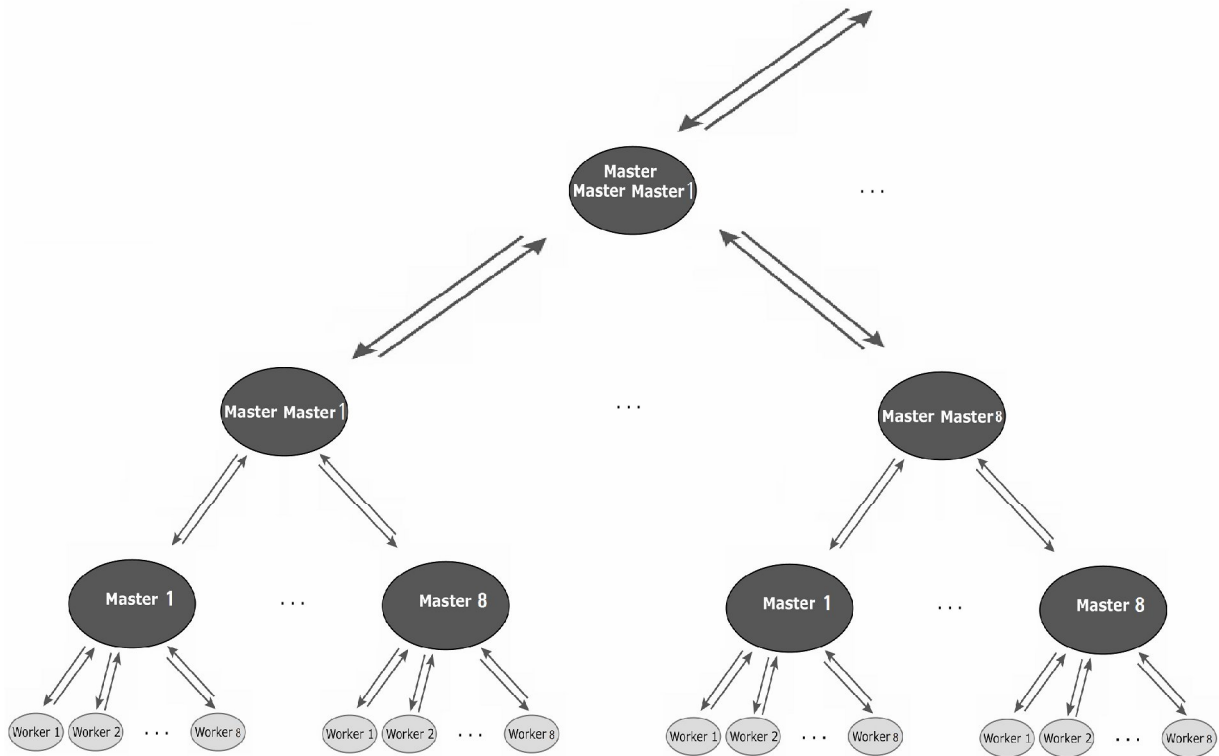 Master
Master Master 1
...
Master Master 1
...
Master Master 8
Master 1
...
Master 8
Master 1
...
Master 8
Worker 1
Worker 2
...
Worker 8
Worker 1
Worker 2
...
Worker 8
Worker 1
Worker 2
...
Worker 8
Worker 1
Worker 2
...
Worker 8